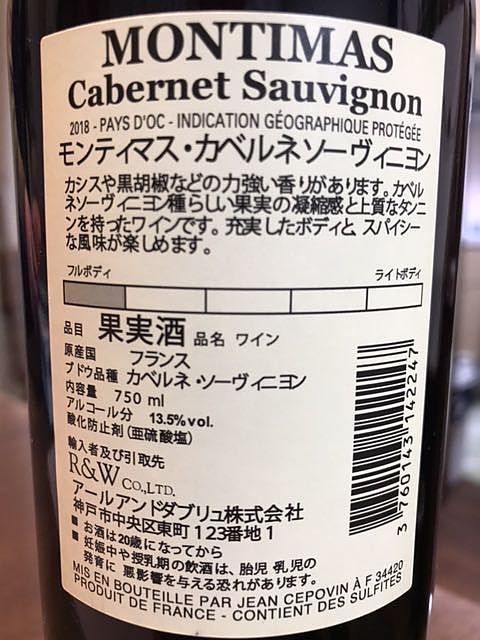 MONTIMAS
Cabernet Sauvignon
2018 - PAYS D'OC - INDICATION GÉOGRAPHIQUE PROTÉGÉE
モンティマス・カベルネソーヴィニヨン
カシスや黒胡椒などの力強い香りがあります。カベル
ネソーヴィニヨン種らしい果実の凝縮感と上質なタンニ
ンを持ったワインです。充実したボディと、スパイシー
な風味が楽しめます。
フルボディ ライトボディ
品目 果実酒 品名 ワイン
原産国 フランス
ブドウ品種 カベルネ・ソーヴィニヨン
内容量 750 ml
アルコール分 13.5% vol.
酸化防止剤(亜硫酸塩)
輸入者及び引取先
R&W CO.,LTD.
アールアンドダブリュ株式会社
神戸市中央区東町123番地1
■ お酒は20歳になってから
■ 妊娠中や授乳期の飲酒は、胎児・乳児の
発育に 悪影響を与える恐れがあります。
MIS EN BOUTEILLE PAR JEAN CEPOVIN À F 34420
PRODUIT DE FRANCE - CONTIENT DES SULFITES
3 760143 142247